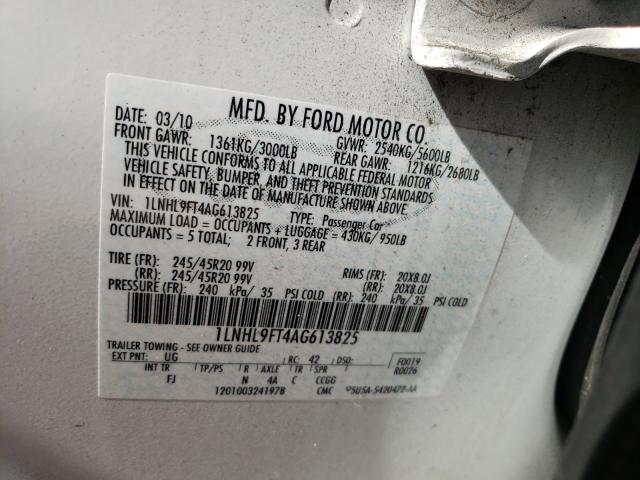 MFD. BY FORD MOTOR CO.
DATE: 03/10 GVWR: 2540KG/5600LB
FRONT GAWR: 1361KG/3000LB REAR GAWR: 1216KG/2680LB
THIS VEHICLE CONFORMS TO ALL APPLICABLE FEDERAL MOTOR
VEHICLE SAFETY, BUMPER, AND THEFT PREVENTION STANDARDS
IN EFFECT ON THE DATE OF MANUFACTURE SHOWN ABOVE
VIN: 1LNHL9FT4AG613825 TYPE: Passenger Car
MAXIMUM LOAD = OCCUPANTS + LUGGAGE = 430KG/ 950LB
OCCUPANTS = 5 TOTAL; 2 FRONT, 3 REAR
TIRE (FR): 245/45R20 99V RIMS (FR): 20X8.0J
(RR): 245/45R20 99V (RR): 20X8.0J
PRESSURE (FR): 240 kPa/ 35 PSI COLD (RR): 240 kPa/ 35 PSI COLD
1LNHL9FT4AG613825
TRAILER TOWING - SEE OWNER GUIDE
EXT PNT: UG RC: 42 DSO: F0019
R0026
INT TR TP/PS R AXLE TR SPR
FJ N 4A C CCGG
1201003241978 CMC